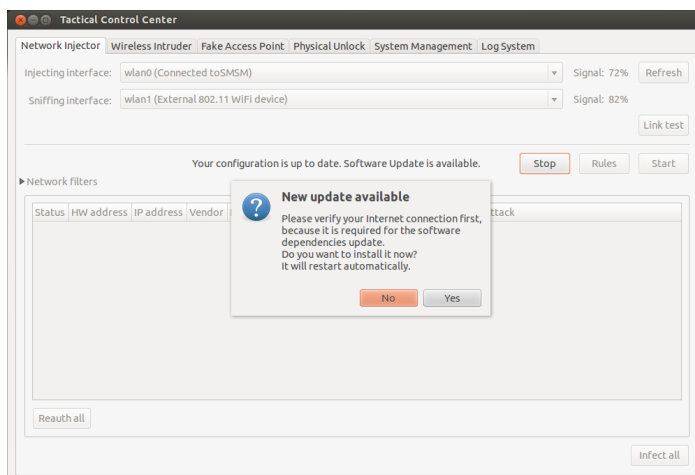 Tactical Control Center
Network Injector Wireless Intruder Fake Access Point Physical Unlock System Management Log System
Injecting interface: wlan0 (Connected toSMSM) Signal: 72% Refresh
Sniffing interface: wlan1 (External 802.11 WiFi device) Signal: 82%
Link test
Your configuration is up to date. Software Update is available. Stop Rules Start
Network filters
Status HW address IP address Vendor
New update available
Please verify your Internet connection first,
because it is required for the software
dependencies update.
Do you want to install it now?
It will restart automatically.
No Yes
Reauth all
Infect all